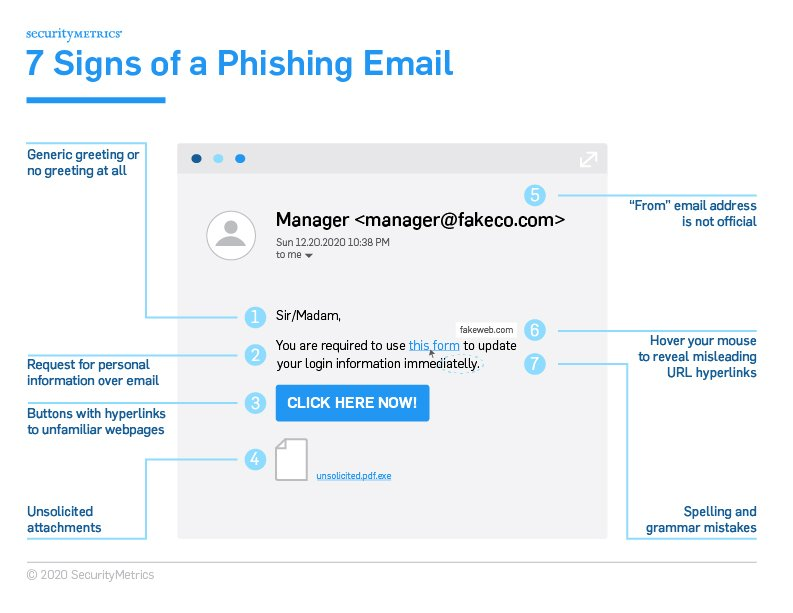 securityMETRICS®
7 Signs of a Phishing Email
Generic greeting or
no greeting at all
5
"From" email address
is not official
Manager <manager@fakeco.com>
Sun 12.20.2020 10:38 PM
to me
1
Sir/Madam,
fakeweb.com
6
Hover your mouse
to reveal misleading
URL hyperlinks
2
You are required to use this form to update
your login information immediatelly.
7
Request for personal
information over email
3
CLICK HERE NOW!
Buttons with hyperlinks
to unfamiliar webpages
4
unsolicited.pdf.exe
Unsolicited
attachments
Spelling and
grammar mistakes
© 2020 SecurityMetrics